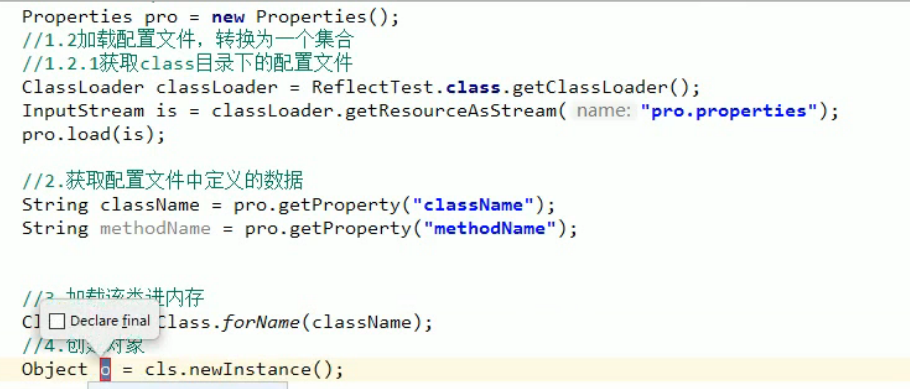 Properties pro = new Properties();
//1.2加载配置文件，转换为一个集合
//1.2.1获取class目录下的配置文件
ClassLoader classLoader = ReflectTest.class.getClassLoader();
InputStream is = classLoader.getResourceAsStream( name: "pro.properties");
pro.load(is);
//2.获取配置文件中定义的数据
String className = pro.getProperty("className");
String methodName = pro.getProperty("methodName");
//3.加载该类进内存
Declare final
Class.forName(className);
//4.创建对象
Object o = cls.newInstance();